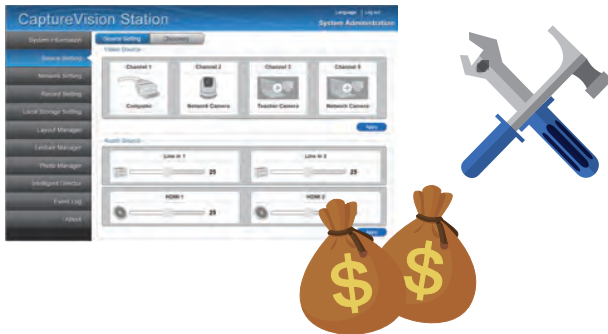 CaptureVision Station
Language | Log out
System Administration
System Information
Source Setting
Network Setting
Record Setting
Local Storage Setting
Layout Manager
Lecture Manager
Photo Manager
Intelligent Director
Event Log
About
Source Setting
Discovery
Video Source
Channel 1
Channel 2
Channel 3
Channel 4
Computer
Network Camera
Teacher Camera
Network Camera
Apply
Audio Source
Line in 1
Line in 2
25
25
HDMI 1
HDMI 2
25
Apply
$
$